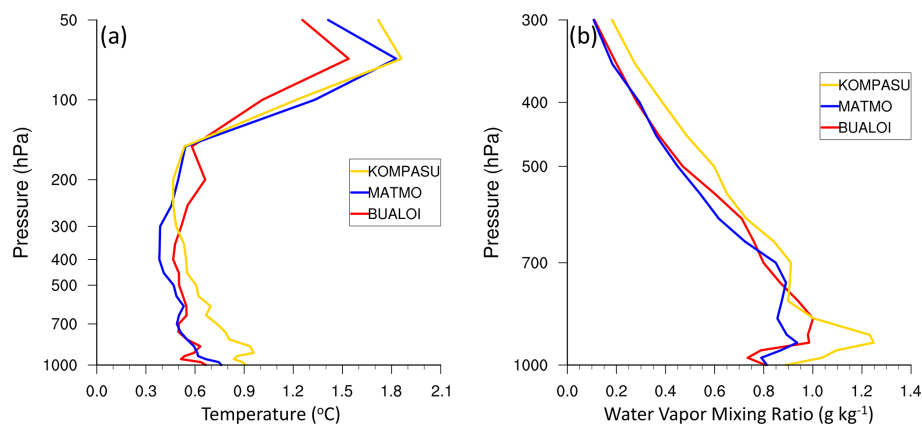 (a)
50
100
200
300
400
500
700
1000
Pressure (hPa)
0.0 0.3 0.6 0.9 1.2 1.5 1.8 2.1
Temperature (°C)
KOMPASU
MATMO
BUALOI
(b)
300
400
500
700
1000
Pressure (hPa)
0.0 0.2 0.4 0.6 0.8 1.0 1.2 1.4
Water Vapor Mixing Ratio (g kg⁻¹)
KOMPASU
MATMO
BUALOI